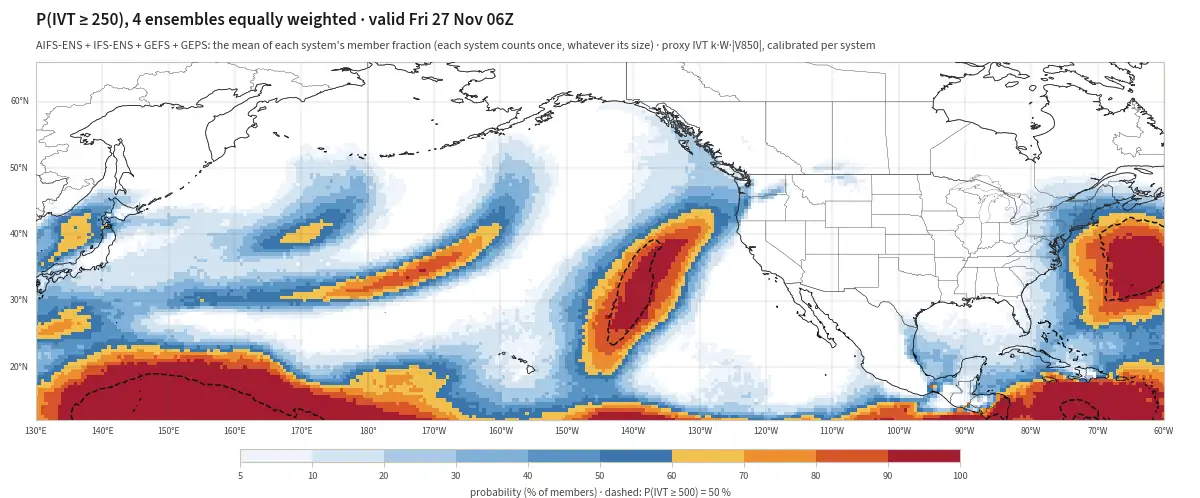 P(IVT ≥ 250), 4 ensembles equally weighted · valid Fri 27 Nov 06Z
AIFS-ENS + IFS-ENS + GEFS + GEPS: the mean of each system's member fraction (each system counts once, whatever its size) · proxy IVT k·W·|V850|, calibrated per system
60°N
50°N
40°N
30°N
20°N
130°E 140°E 150°E 160°E 170°E 180° 170°W 160°W 150°W 140°W 130°W 120°W 110°W 100°W 90°W 80°W 70°W 60°W
5 10 20 30 40 50 60 70 80 90 100
probability (% of members) · dashed: P(IVT ≥ 500) = 50 %